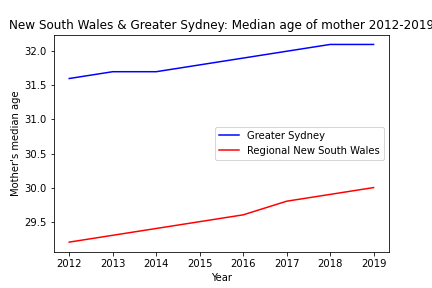 New South Wales & Greater Sydney: Median age of mother 2012-2019
32.0
31.5
31.0
30.5
30.0
29.5
Mother's median age
Greater Sydney
Regional New South Wales
2012 2013 2014 2015 2016 2017 2018 2019
Year